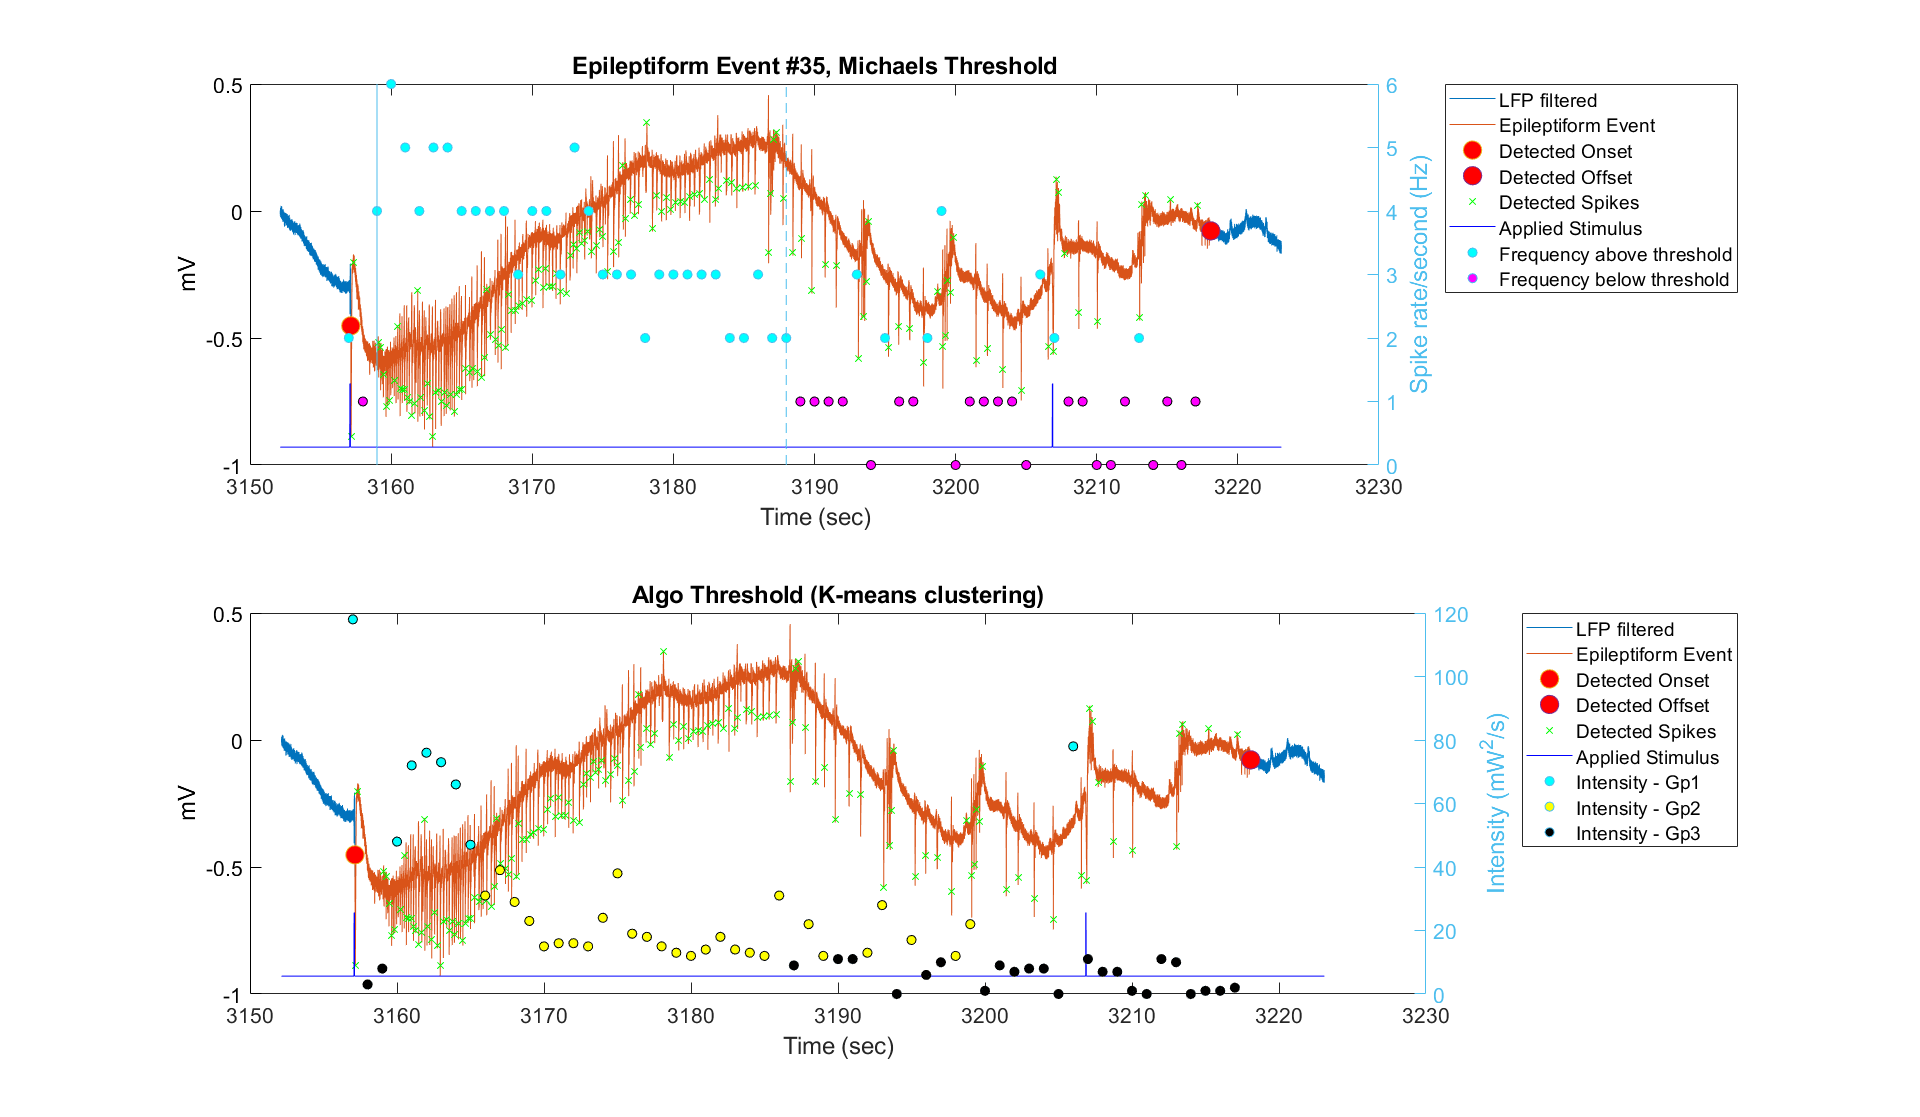 Epileptiform Event #35, Michaels Threshold
0.5
0
-0.5
-1
mV
3150 3160 3170 3180 3190 3200 3210 3220 3230
Time (sec)
6
5
4
3
2
1
0
Spike rate/second (Hz)
LFP filtered
Epileptiform Event
Detected Onset
Detected Offset
Detected Spikes
Applied Stimulus
Frequency above threshold
Frequency below threshold
Algo Threshold (K-means clustering)
0.5
0
-0.5
-1
mV
3150 3160 3170 3180 3190 3200 3210 3220 3230
Time (sec)
120
100
80
60
40
20
0
Intensity (mW²/s)
LFP filtered
Epileptiform Event
Detected Onset
Detected Offset
Detected Spikes
Applied Stimulus
Intensity - Gp1
Intensity - Gp2
Intensity - Gp3